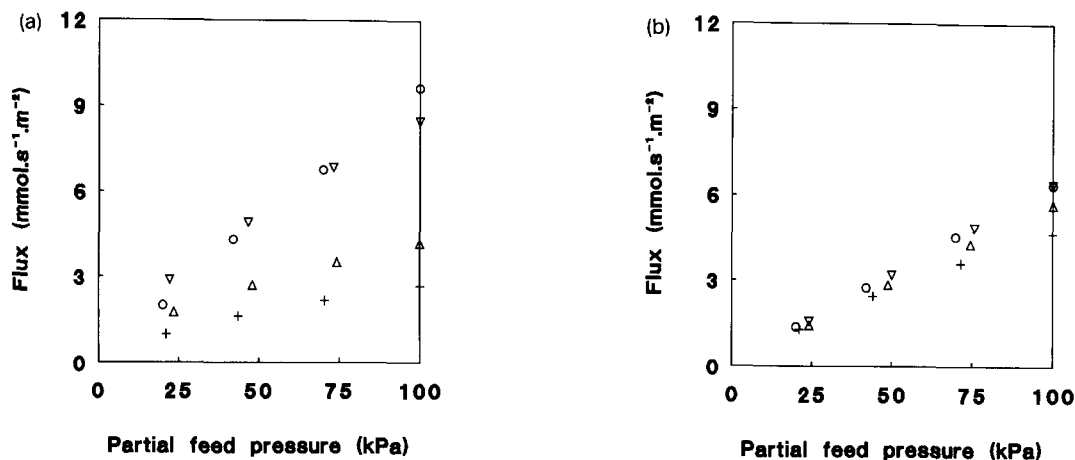 (a)
12
9
6
3
0
Flux (mmol.s⁻¹.m⁻²)
0 25 50 75 100
Partial feed pressure (kPa)
(b)
12
9
6
3
0
Flux (mmol.s⁻¹.m⁻²)
0 25 50 75 100
Partial feed pressure (kPa)